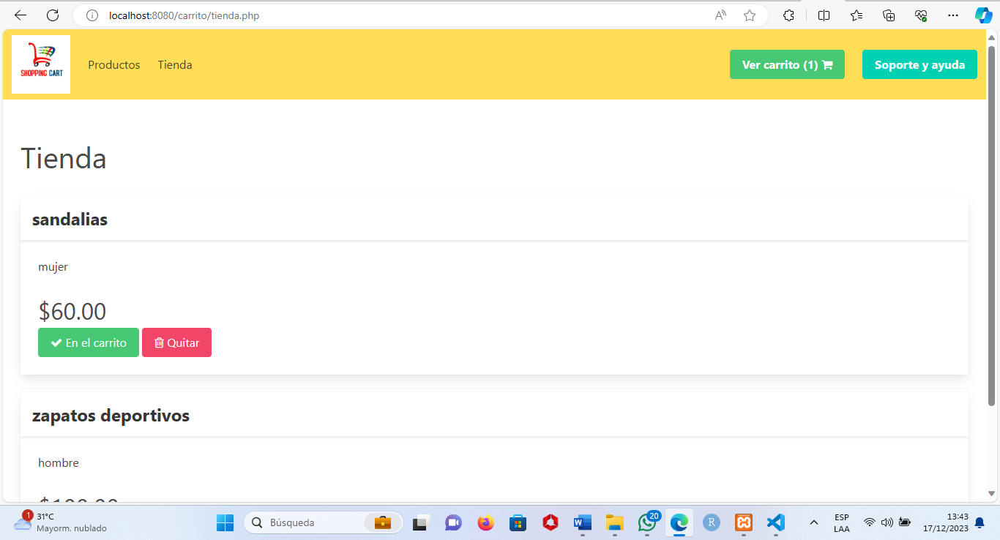 localhost:8080/carrito/tienda.php
SHOPPING CART
Productos
Tienda
Ver carrito (1)
Soporte y ayuda
Tienda
sandalias
mujer
$60.00
En el carrito
Quitar
zapatos deportivos
hombre
1
31°C
Mayorm. nublado
Búsqueda
20
R
ESP
LAA
13:43
17/12/2023